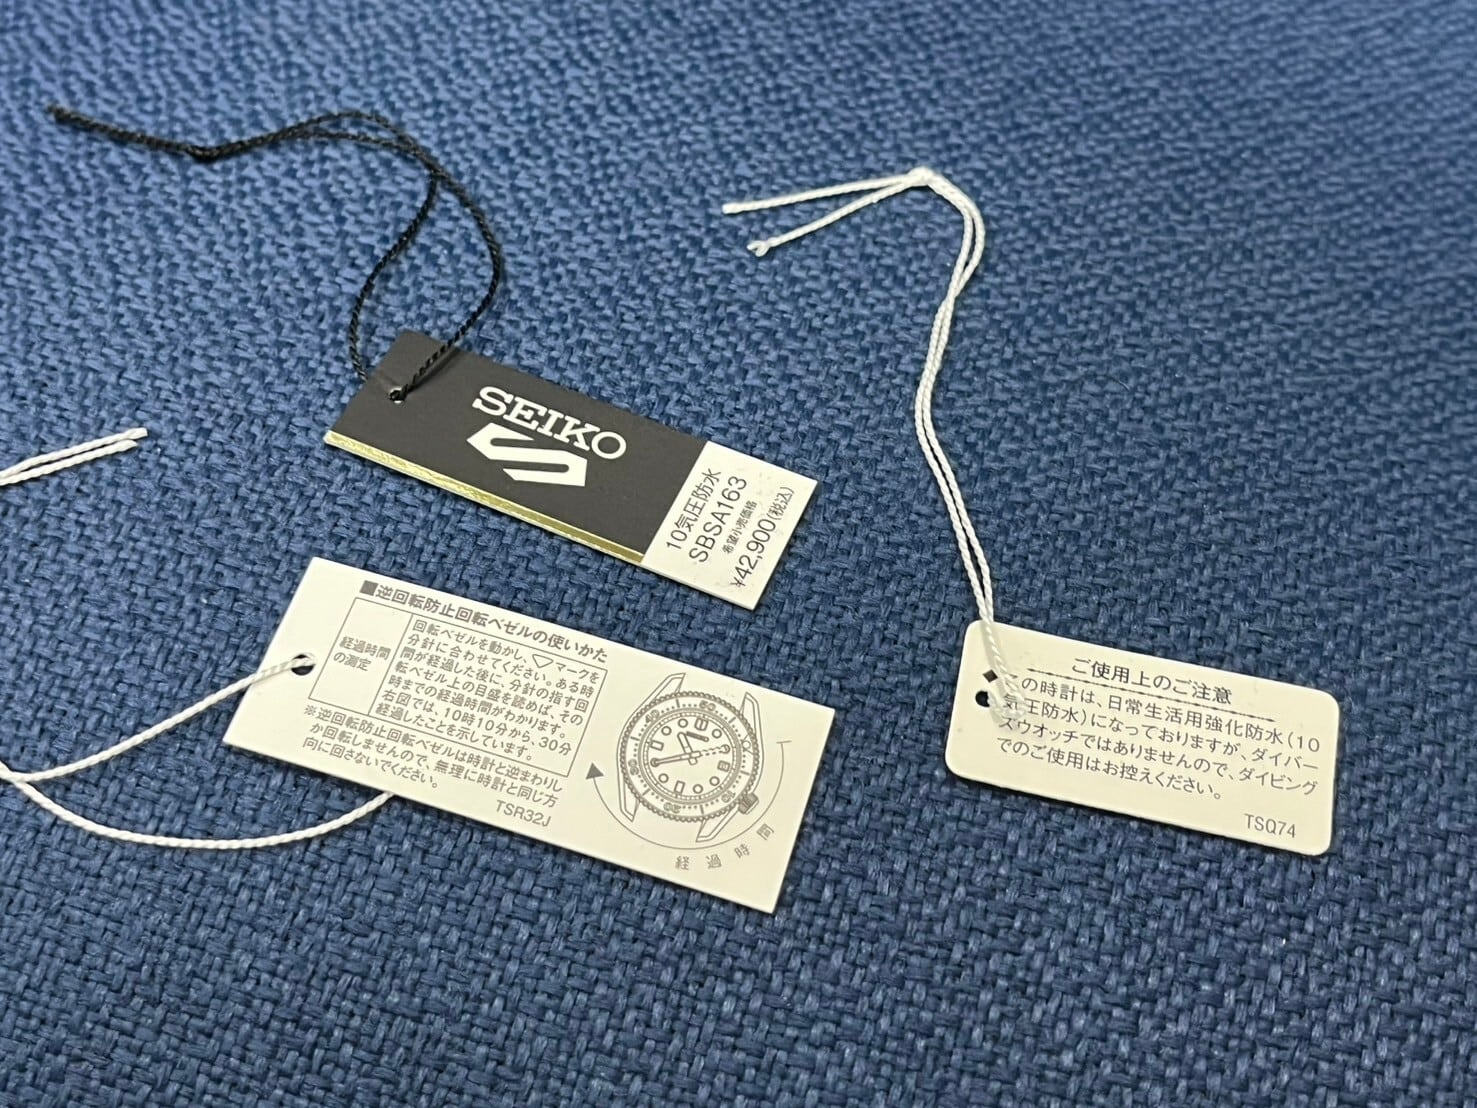 SEIKO
10気圧防水
SBSA163
希望小売価格
¥42,900(税込)
■逆回転防止回転ベゼルの使いかた
経過時間
の測定
回転ベゼルを動かし、▽マークを
分針に合わせてください。ある時
間が経過した後に、分針の指す回
転ベゼル上の目盛を読めば、その
時までの経過時間がわかります。
右図では、10時10分から、30分
経過したことを示しています。
※逆回転防止回転ベゼルは時計と逆まわりし
か回転しませんので、無理に時計と同じ方
向に回さないでください。
TSR32J
経過時間
ご使用上のご注意
◆この時計は、日常生活用強化防水(10
気圧防水)になっておりますが、ダイバー
ズウオッチではありませんので、ダイビング
でのご使用はお控えください。
TSQ74